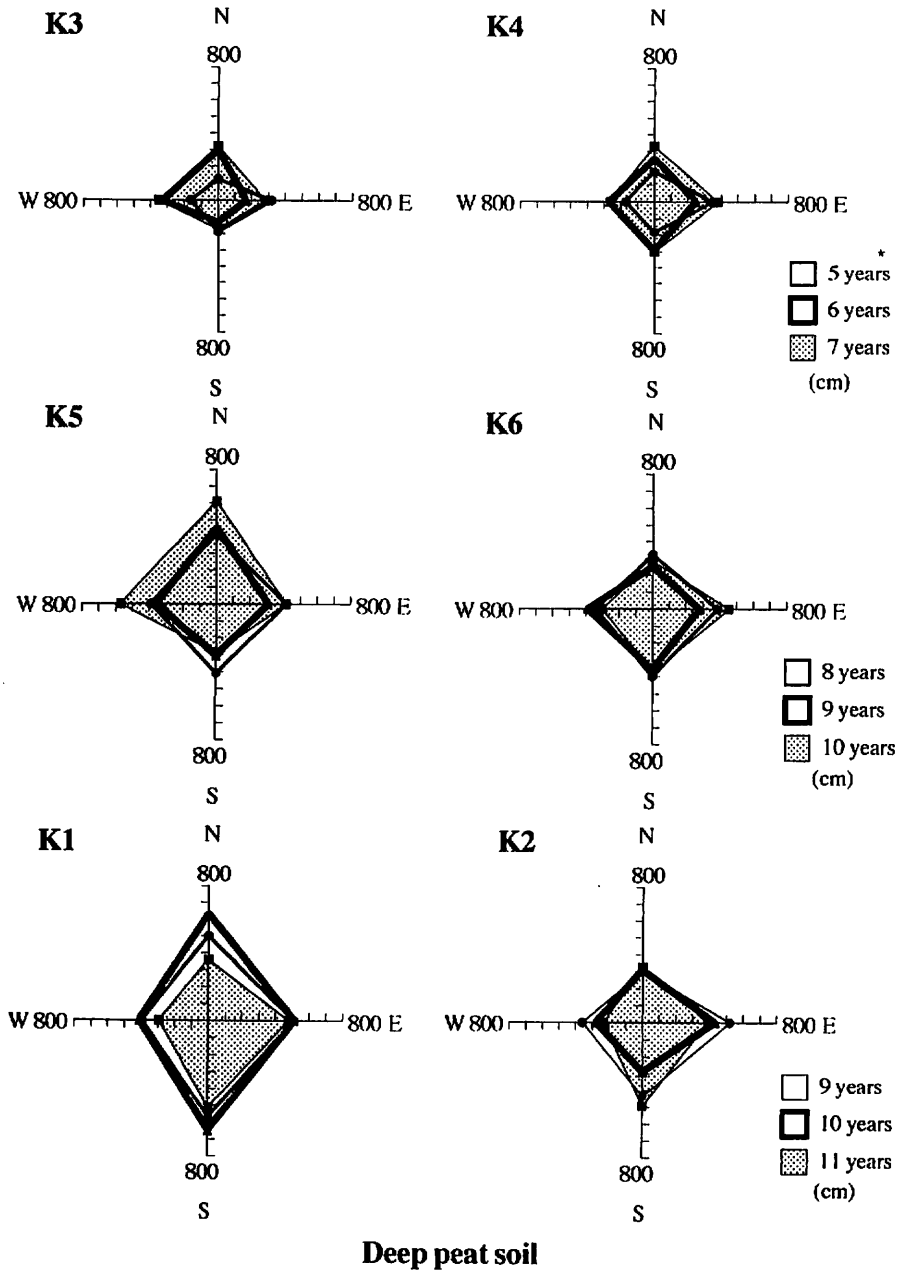 K3
N
800
W 800
800 E
800
S
K4
N
800
W 800
800 E
800
S
*
5 years
6 years
7 years
(cm)
K5
N
800
W 800
800 E
800
S
K6
N
800
W 800
800 E
800
S
8 years
9 years
10 years
(cm)
K1
N
800
W 800
800 E
800
S
K2
N
800
W 800
800 E
800
S
9 years
10 years
11 years
(cm)
Deep peat soil